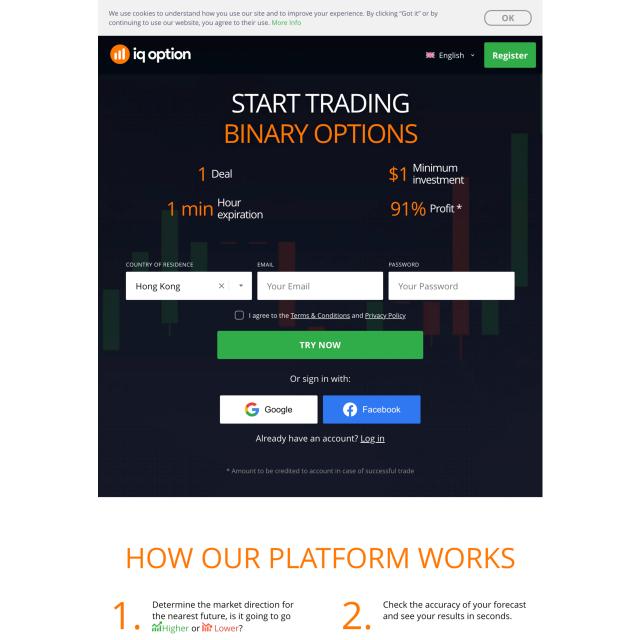 We use cookies to understand how you use our site and to improve your experience. By clicking "Got it" or by
continuing to use our website, you agree to their use. More Info
OK
iq option
English
Register
START TRADING
BINARY OPTIONS
1 Deal
$1 Minimum
investment
1 min Hour
expiration
91% Profit *
COUNTRY OF RESIDENCE
EMAIL
PASSWORD
Hong Kong
Your Email
Your Password
I agree to the Terms & Conditions and Privacy Policy
TRY NOW
Or sign in with:
Google
Facebook
Already have an account? Log in
* Amount to be credited to account in case of successful trade
HOW OUR PLATFORM WORKS
1. Determine the market direction for
the nearest future, is it going to go
Higher or Lower?
2. Check the accuracy of your forecast
and see your results in seconds.